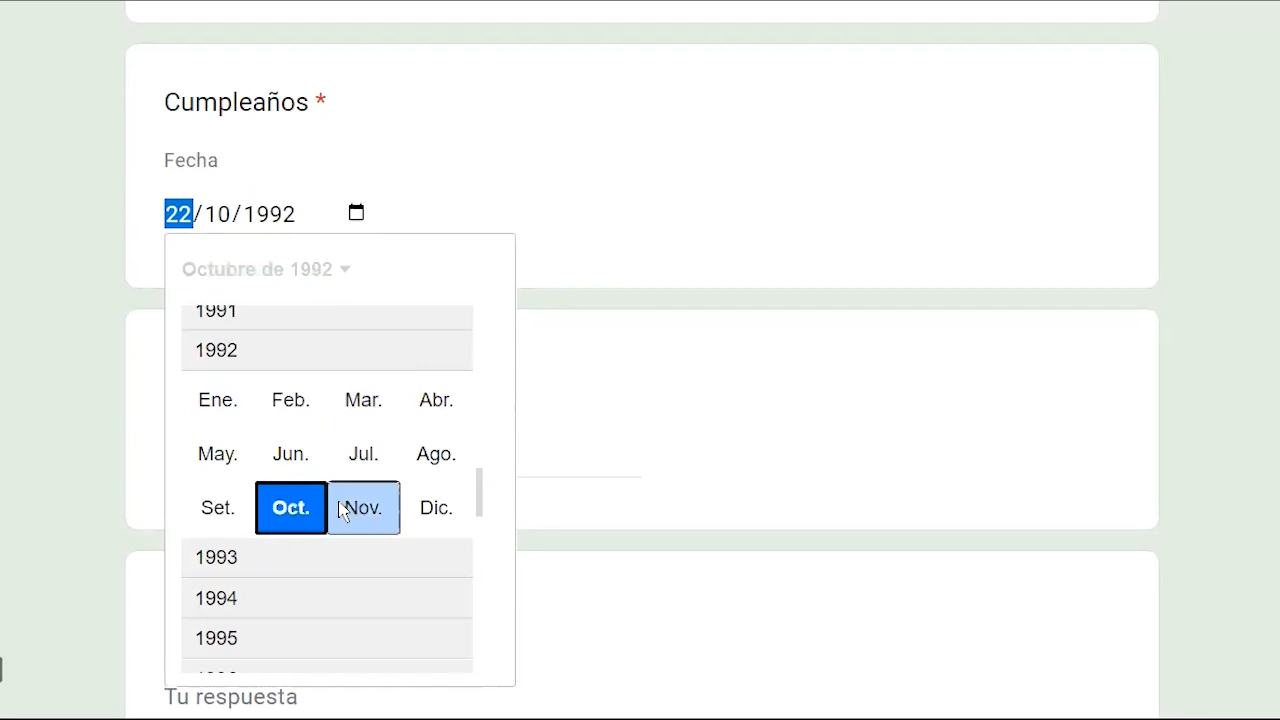 Cumpleaños *
Fecha
22/10/1992
Octubre de 1992
1991
1992
Ene. Feb. Mar. Abr.
May. Jun. Jul. Ago.
Set. Oct. Nov. Dic.
1993
1994
1995
Tu respuesta